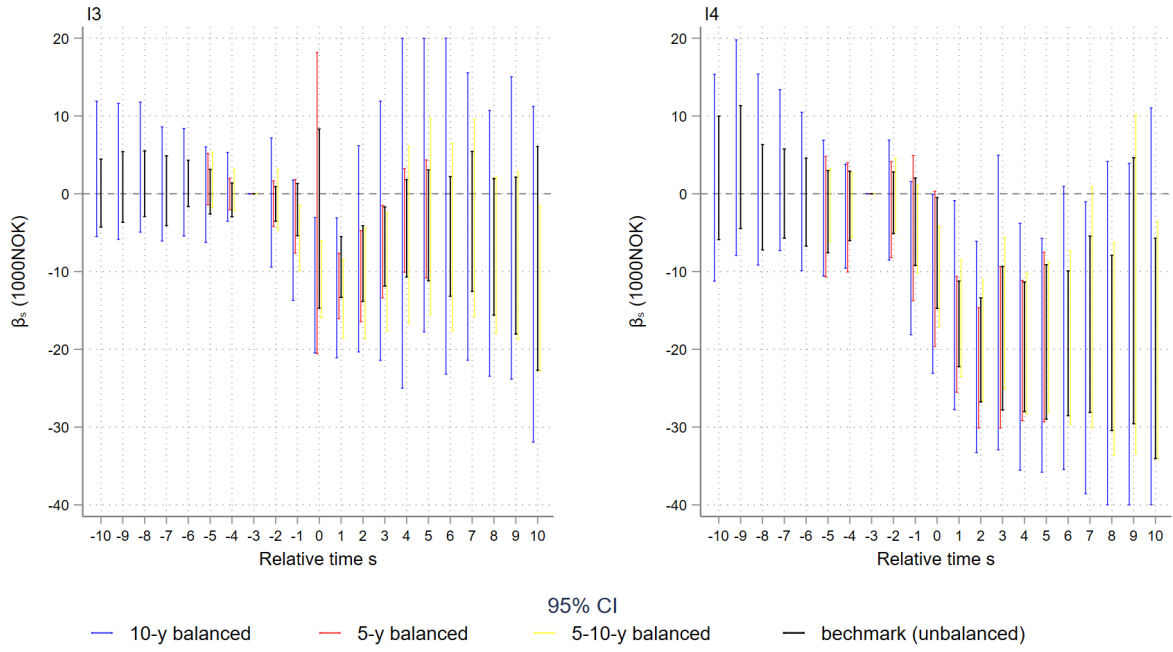 I3
20
10
0
-10
-20
-30
-40
βs (1000NOK)
-10 -9 -8 -7 -6 -5 -4 -3 -2 -1 0 1 2 3 4 5 6 7 8 9 10
Relative time s
I4
20
10
0
-10
-20
-30
-40
βs (1000NOK)
-10 -9 -8 -7 -6 -5 -4 -3 -2 -1 0 1 2 3 4 5 6 7 8 9 10
Relative time s
95% CI
10-y balanced 5-y balanced 5-10-y balanced bechmark (unbalanced)